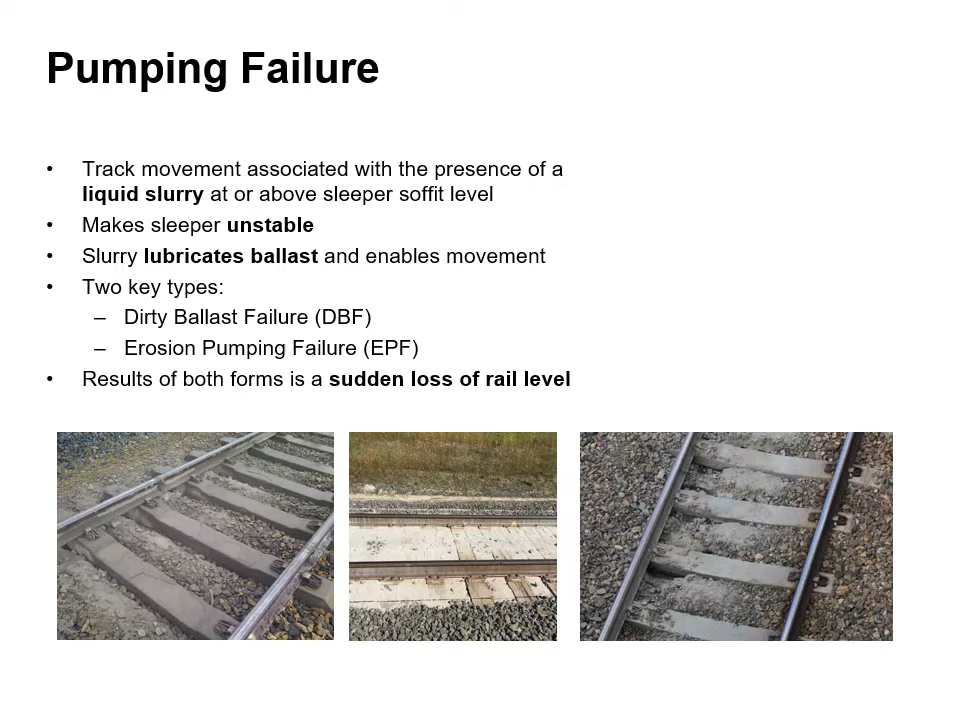 Pumping Failure
• Track movement associated with the presence of a
liquid slurry at or above sleeper soffit level
• Makes sleeper unstable
• Slurry lubricates ballast and enables movement
• Two key types:
– Dirty Ballast Failure (DBF)
– Erosion Pumping Failure (EPF)
• Results of both forms is a sudden loss of rail level